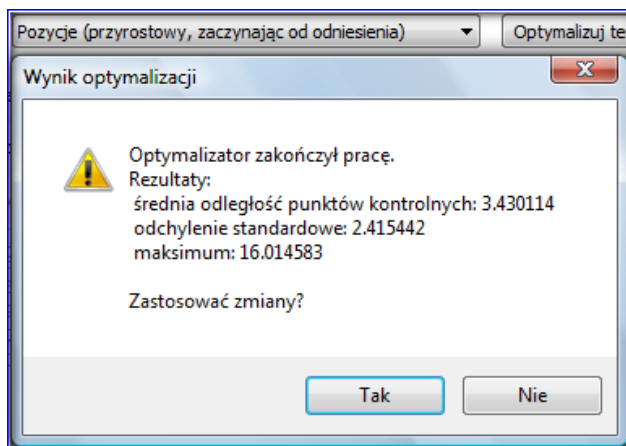 Pozycje (przyrostowy, zaczynając od odniesienia)
Optymalizuj te
Wynik optymalizacji
Optymalizator zakończył pracę.
Rezultaty:
średnia odległość punktów kontrolnych: 3.430114
odchylenie standardowe: 2.415442
maksimum: 16.014583
Zastosować zmiany?
Tak
Nie